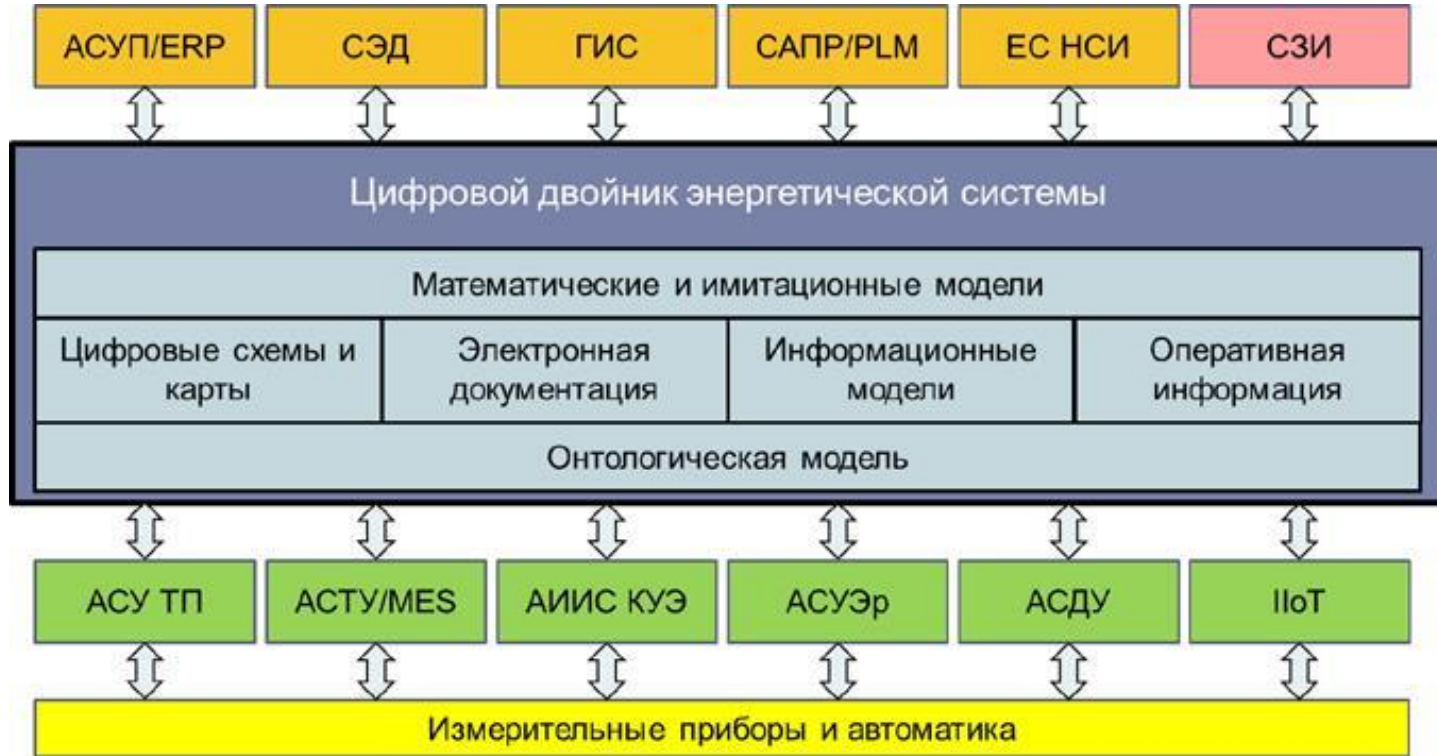 АСУП/ERP
СЭД
ГИС
САПР/PLM
ЕС НСИ
СЗИ
Цифровой двойник энергетической системы
Математические и имитационные модели
Цифровые схемы и
карты
Электронная
документация
Информационные
модели
Оперативная
информация
Онтологическая модель
АСУ ТП
АСТУ/MES
АИИС КУЭ
АСУЭр
АСДУ
IIoT
Измерительные приборы и автоматика